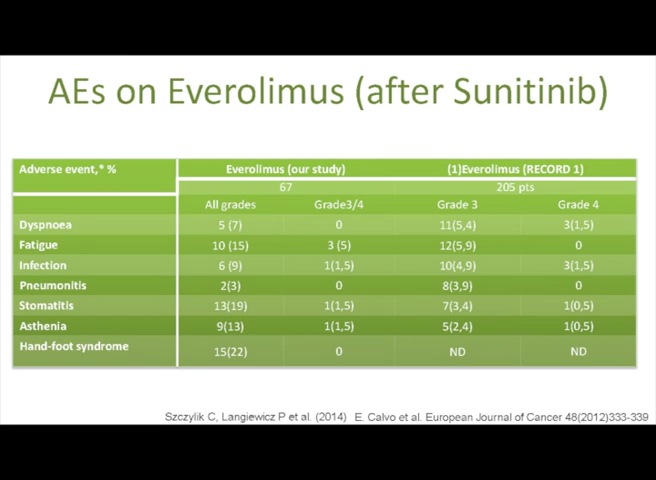 AEs on Everolimus (after Sunitinib)
Adverse event,* % Everolimus (our study) (1)Everolimus (RECORD 1)
67 205 pts
All grades Grade3/4 Grade 3 Grade 4
Dyspnoea 5 (7) 0 11(5,4) 3(1,5)
Fatigue 10 (15) 3 (5) 12(5,9) 0
Infection 6 (9) 1(1,5) 10(4,9) 3(1,5)
Pneumonitis 2(3) 0 8(3,9) 0
Stomatitis 13(19) 1(1,5) 7(3,4) 1(0,5)
Asthenia 9(13) 1(1,5) 5(2,4) 1(0,5)
Hand-foot syndrome 15(22) 0 ND ND
Szczylik C, Langiewicz P et al. (2014) E. Calvo et al. European Journal of Cancer 48(2012)333-339